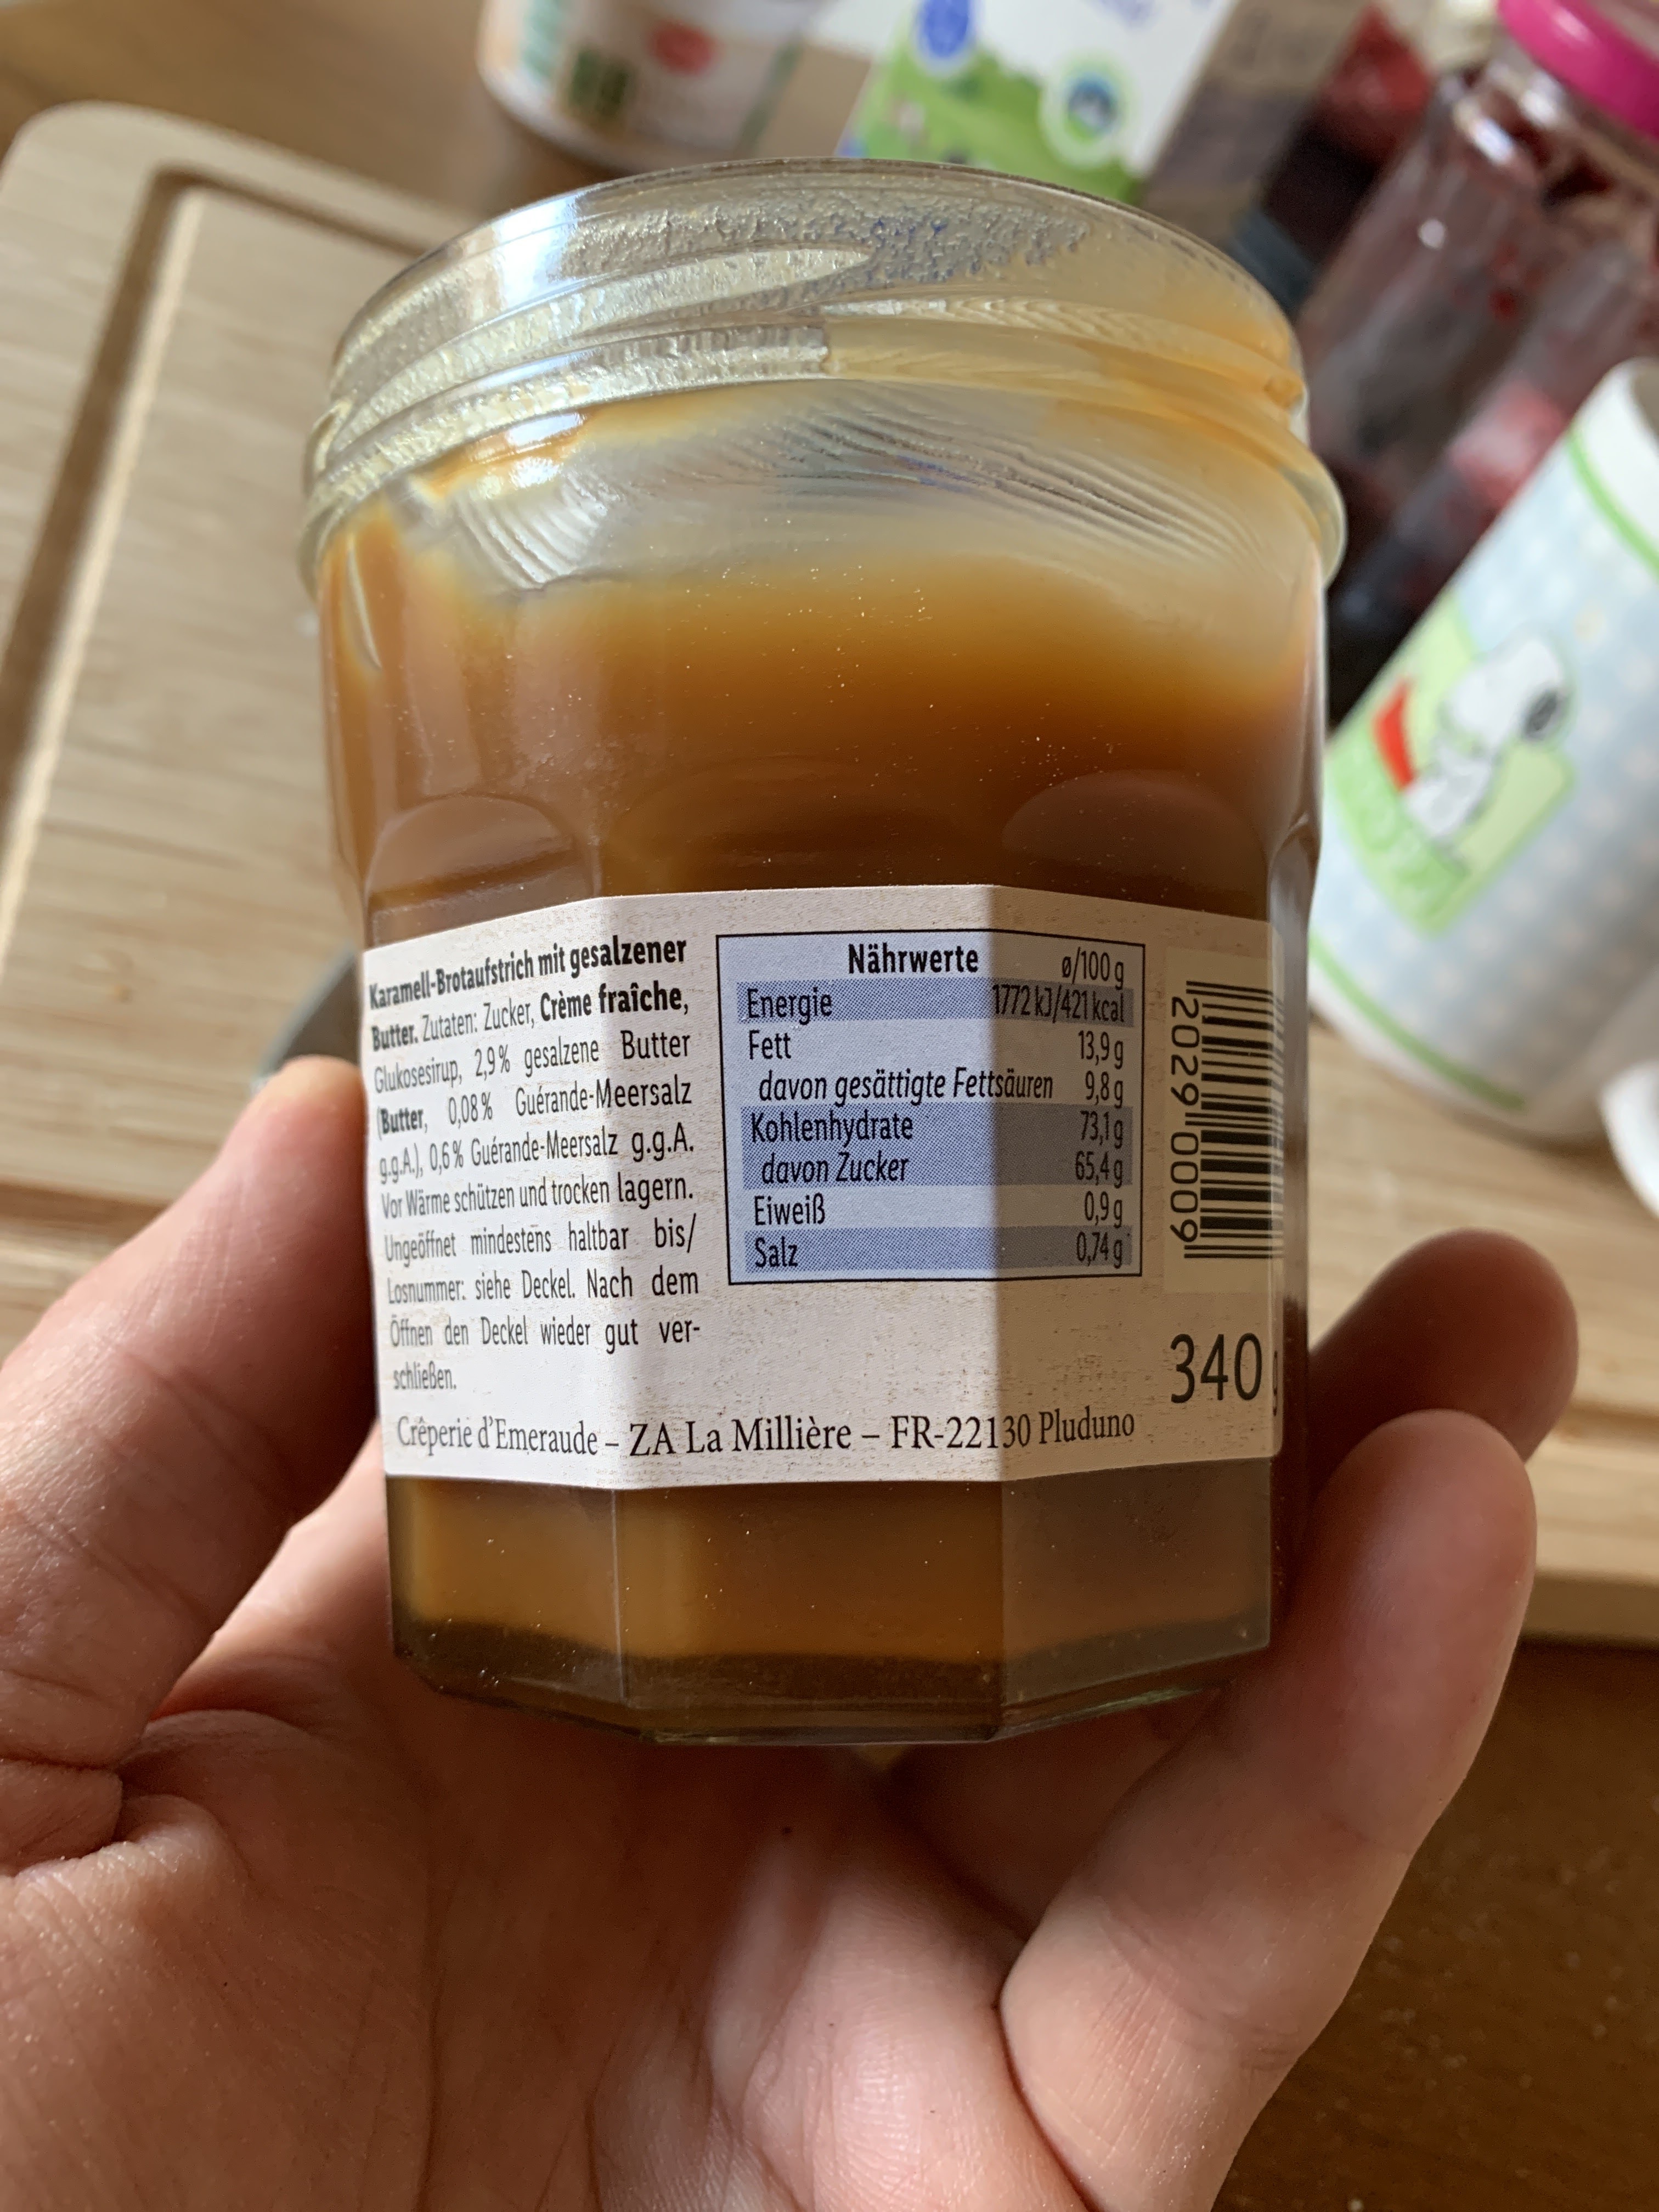 Karamell-Brotaufstrich mit gesalzener
Butter. Zutaten: Zucker, Crème fraîche,
Glukosesirup, 2,9% gesalzene Butter
(Butter, 0,08% Guérande-Meersalz
g.g.A.), 0,6% Guérande-Meersalz g.g.A.
Vor Wärme schützen und trocken lagern.
Ungeöffnet mindestens haltbar bis/
Losnummer: siehe Deckel. Nach dem
Öffnen den Deckel wieder gut ver-
schließen.
Nährwerte ø/100 g
Energie 1772 kJ/421 kcal
Fett 13,9 g
davon gesättigte Fettsäuren 9,8 g
Kohlenhydrate 73,1 g
davon Zucker 65,4 g
Eiweiß 0,9 g
Salz 0,74 g
20290009
340 g
Crêperie d'Emeraude – ZA La Millière – FR-22130 Pluduno